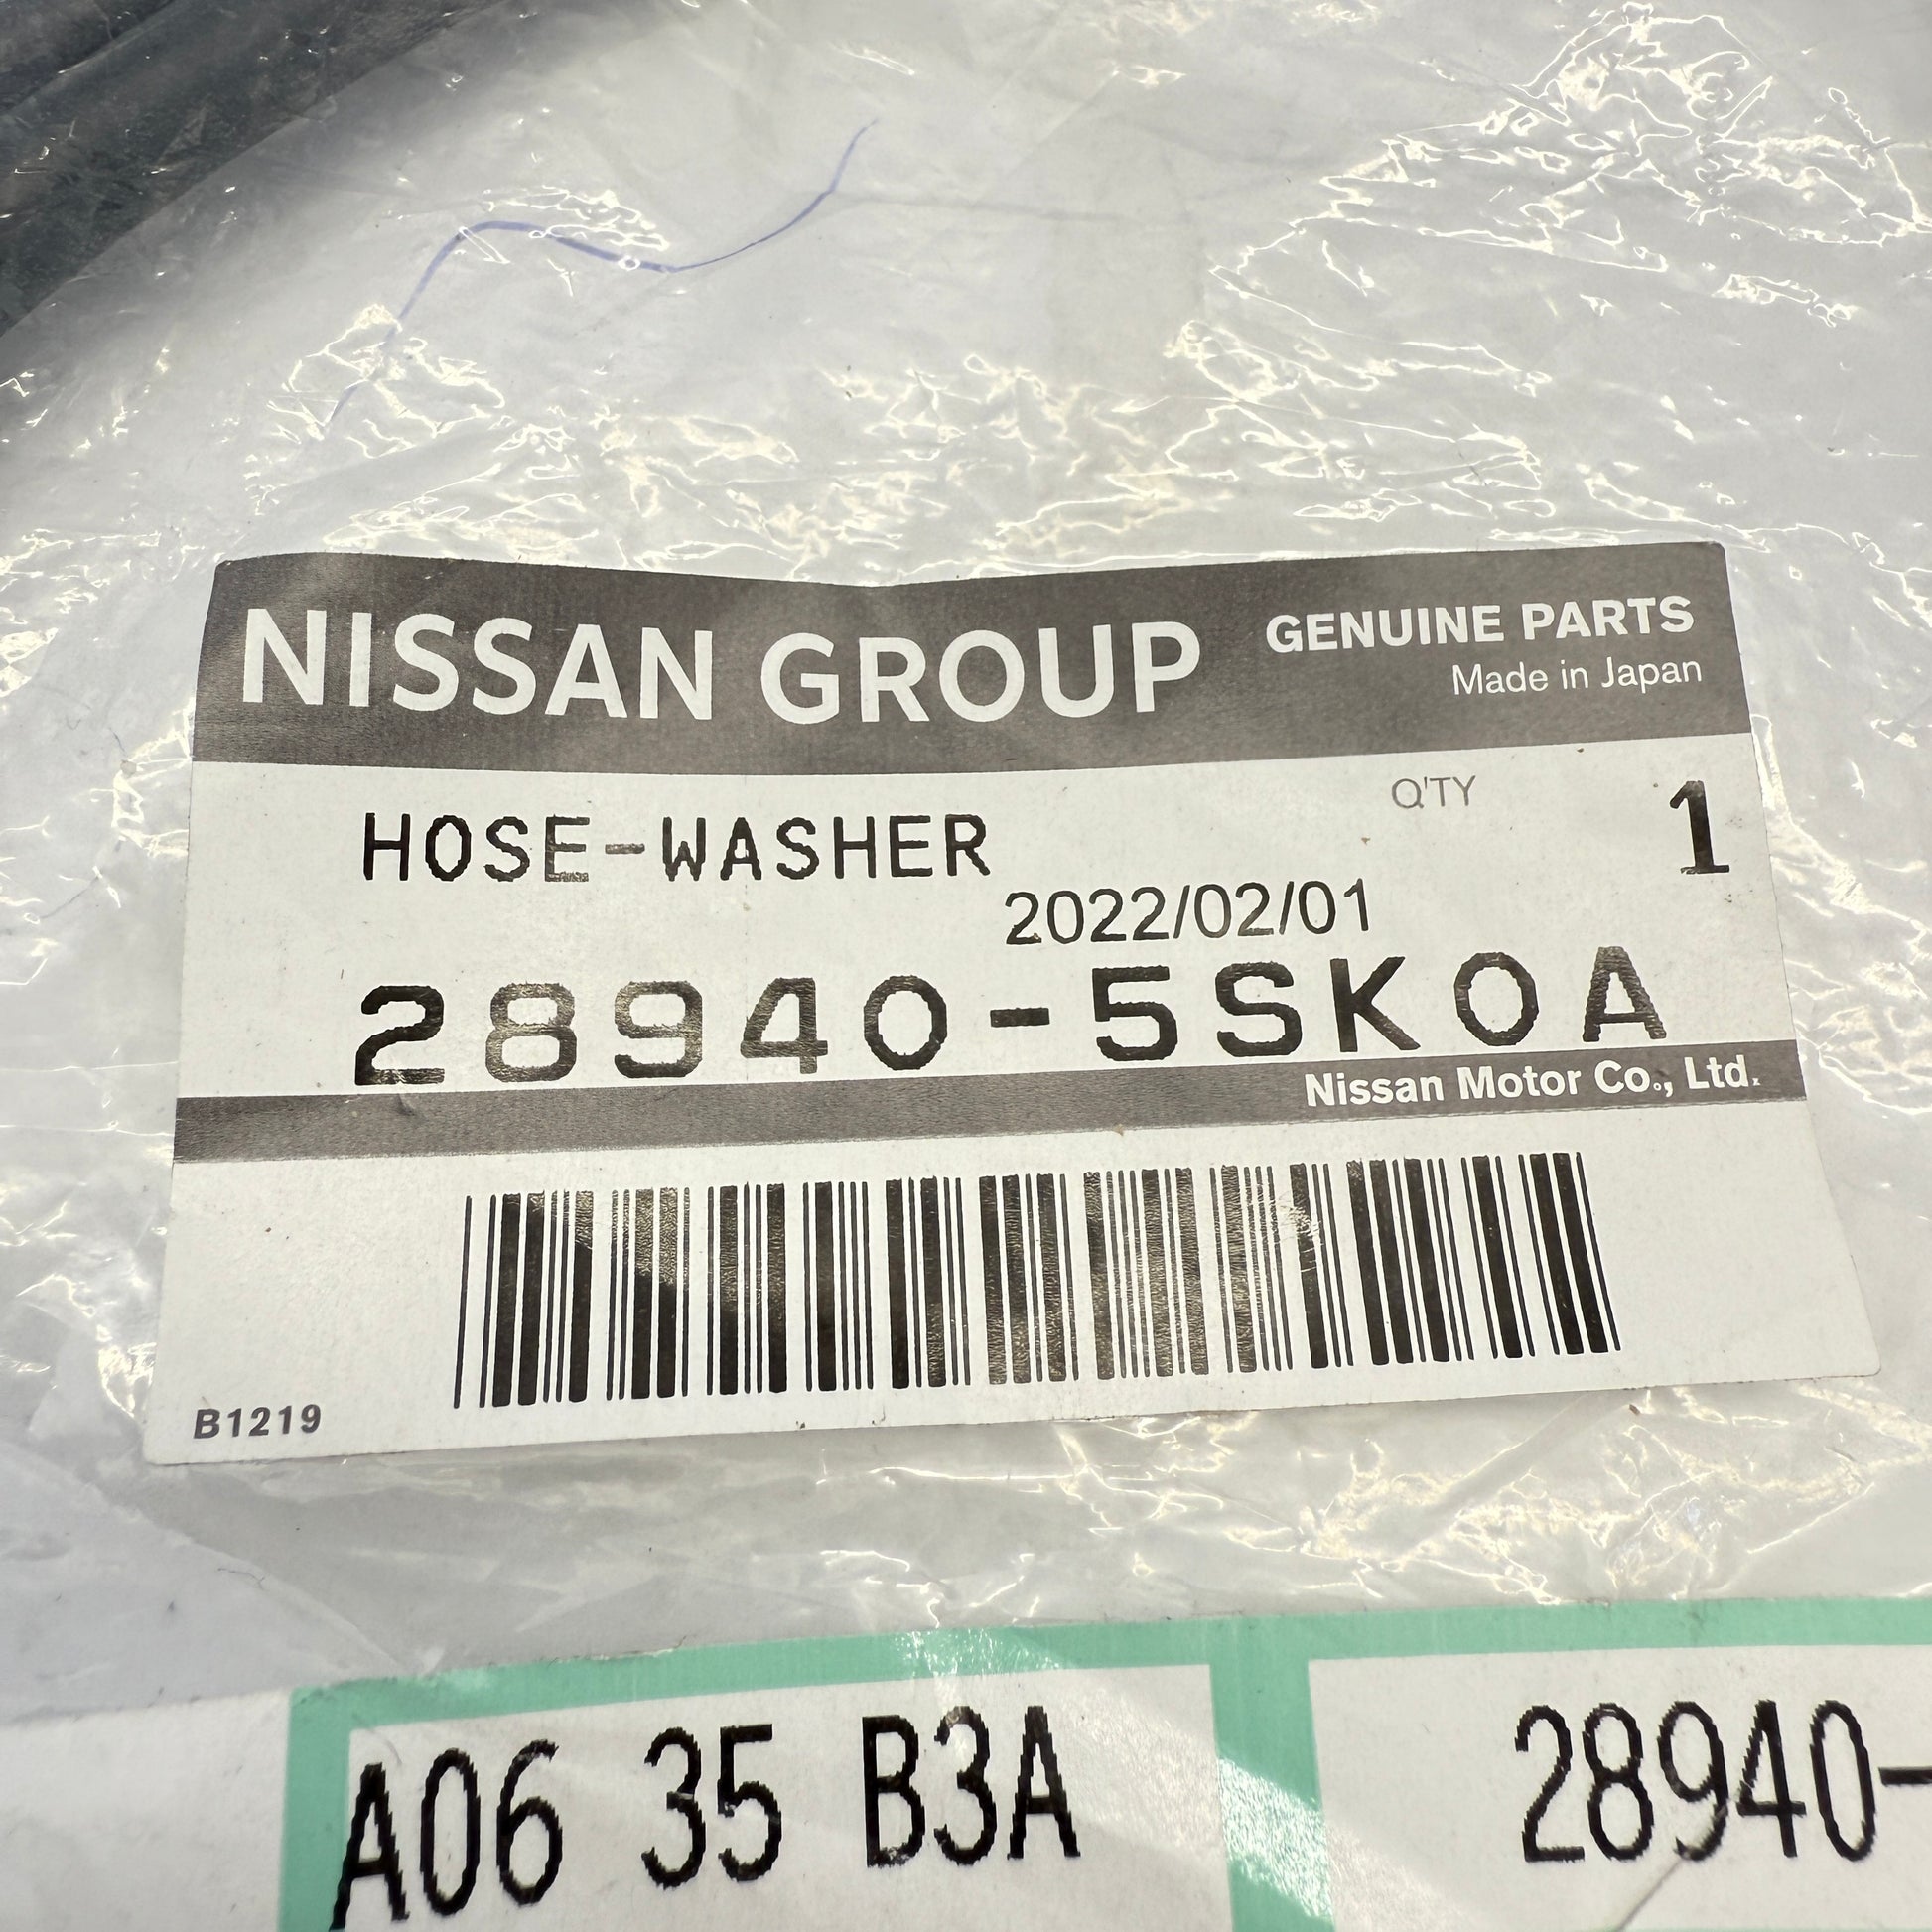 NISSAN GROUP
GENUINE PARTS
Made in Japan
Q'TY 1
HOSE-WASHER
2022/02/01
28940-5SK0A
Nissan Motor Co., Ltd.
B1219
A06 35 B3A
28940-